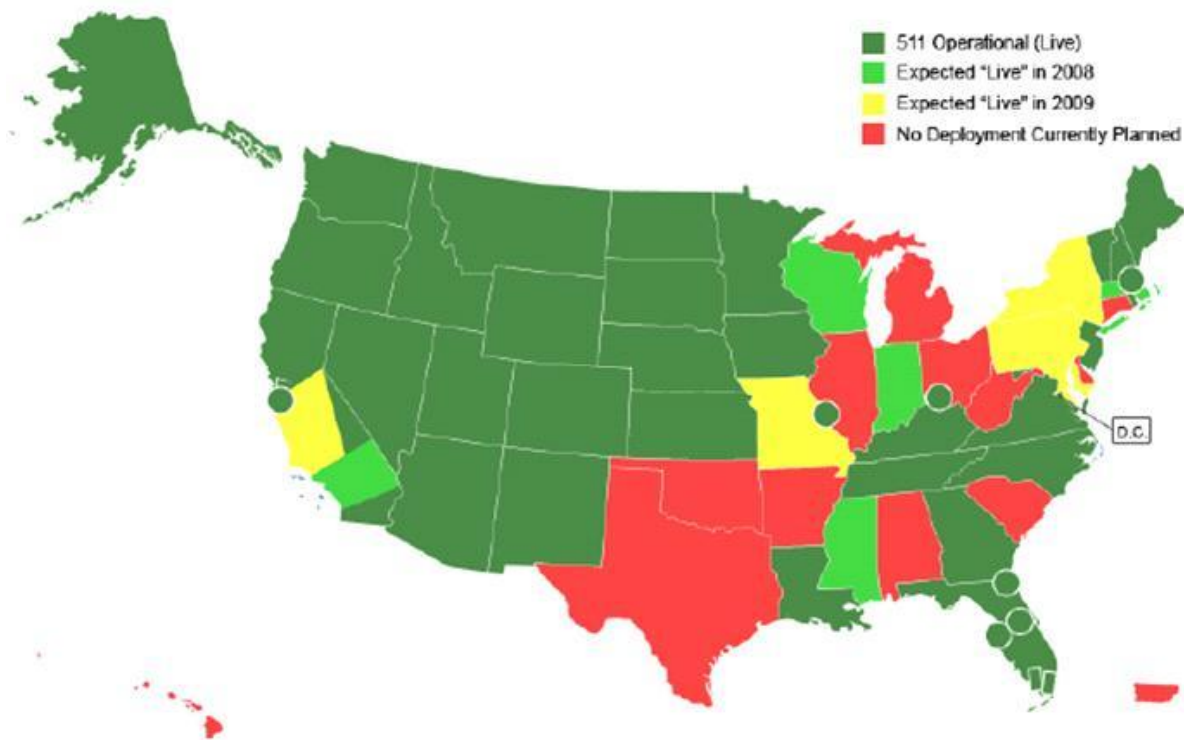 511 Operational (Live)
Expected "Live" in 2008
Expected "Live" in 2009
No Deployment Currently Planned
D.C.